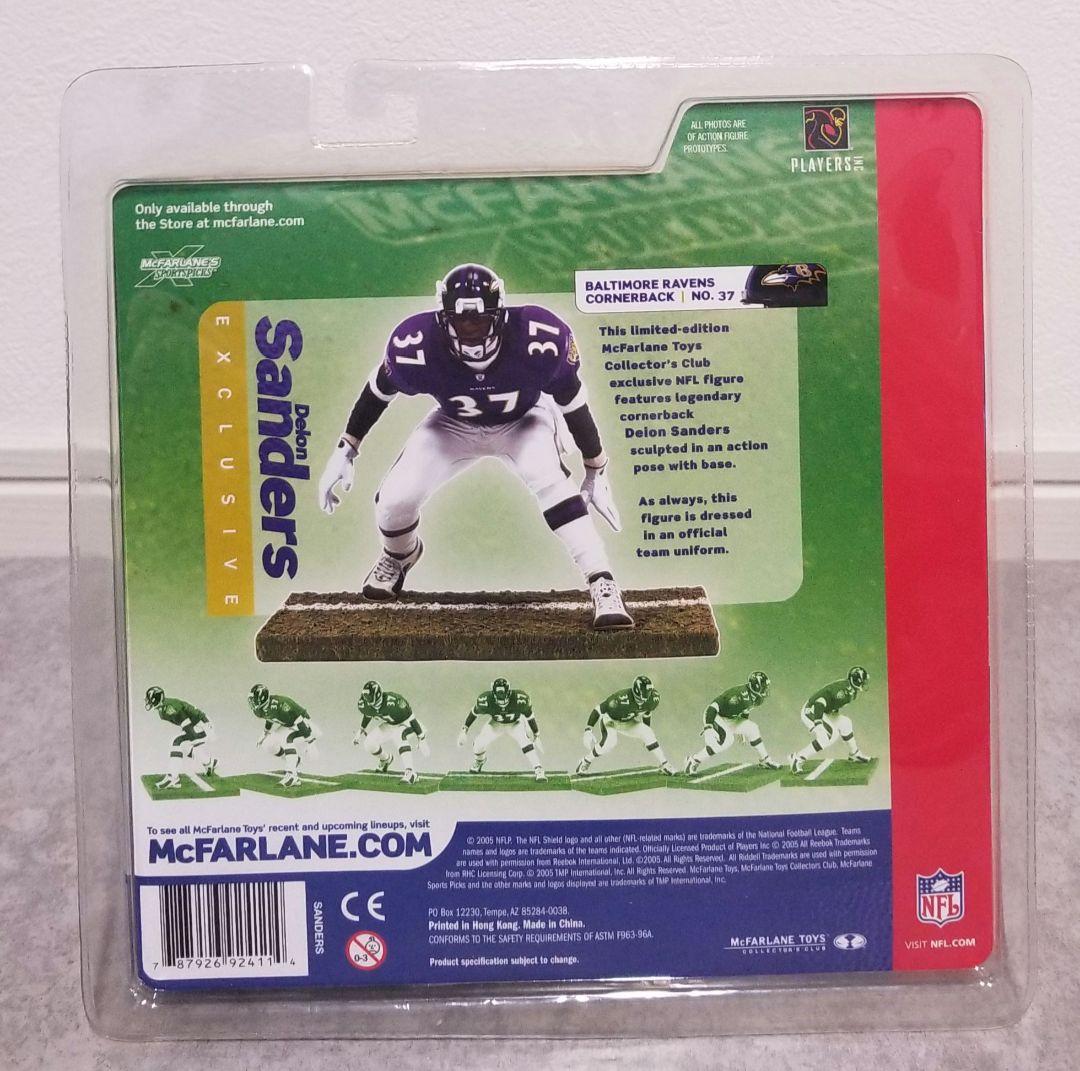 ALL PHOTOS ARE
OF ACTION FIGURE
PROTOTYPES.
PLAYERS INC
Only available through
the Store at mcfarlane.com
McFARLANE'S
SPORTSPICKS
X
McFARLANE'S
BALTIMORE RAVENS
CORNERBACK | NO. 37
EXCLUSIVE
Deion
Sanders
This limited-edition
McFarlane Toys
Collector's Club
exclusive NFL figure
features legendary
cornerback
Deion Sanders
sculpted in an action
pose with base.
As always, this
figure is dressed
in an official
team uniform.
37
37
RAVENS
37
To see all McFarlane Toys' recent and upcoming lineups, visit
McFARLANE.COM
© 2005 NFLP. The NFL Shield logo and all other (NFL-related marks) are trademarks of the National Football League. Teams
names and logos are trademarks of the teams indicated. Officially Licensed Product of Players Inc © 2005 All Reebok Trademarks
are used with permission from Reebok International, Ltd. ©2005. All Rights Reserved. All Riddell Trademarks are used with permission
from RHC Licensing Corp. © 2005 TMP International, Inc. All Rights Reserved. McFarlane Toys, McFarlane Toys Collectors Club, McFarlane
Sports Picks and the other marks and logos displayed are trademarks of TMP International, Inc.
7 87926 92411 4
SANDERS
CE
0-3
PO Box 12230, Tempe, AZ 85284-0038.
Printed in Hong Kong. Made in China.
CONFORMS TO THE SAFETY REQUIREMENTS OF ASTM F963-96A.
Product specification subject to change.
McFARLANE TOYS
COLLECTOR'S CLUB
NFL
VISIT NFL.COM